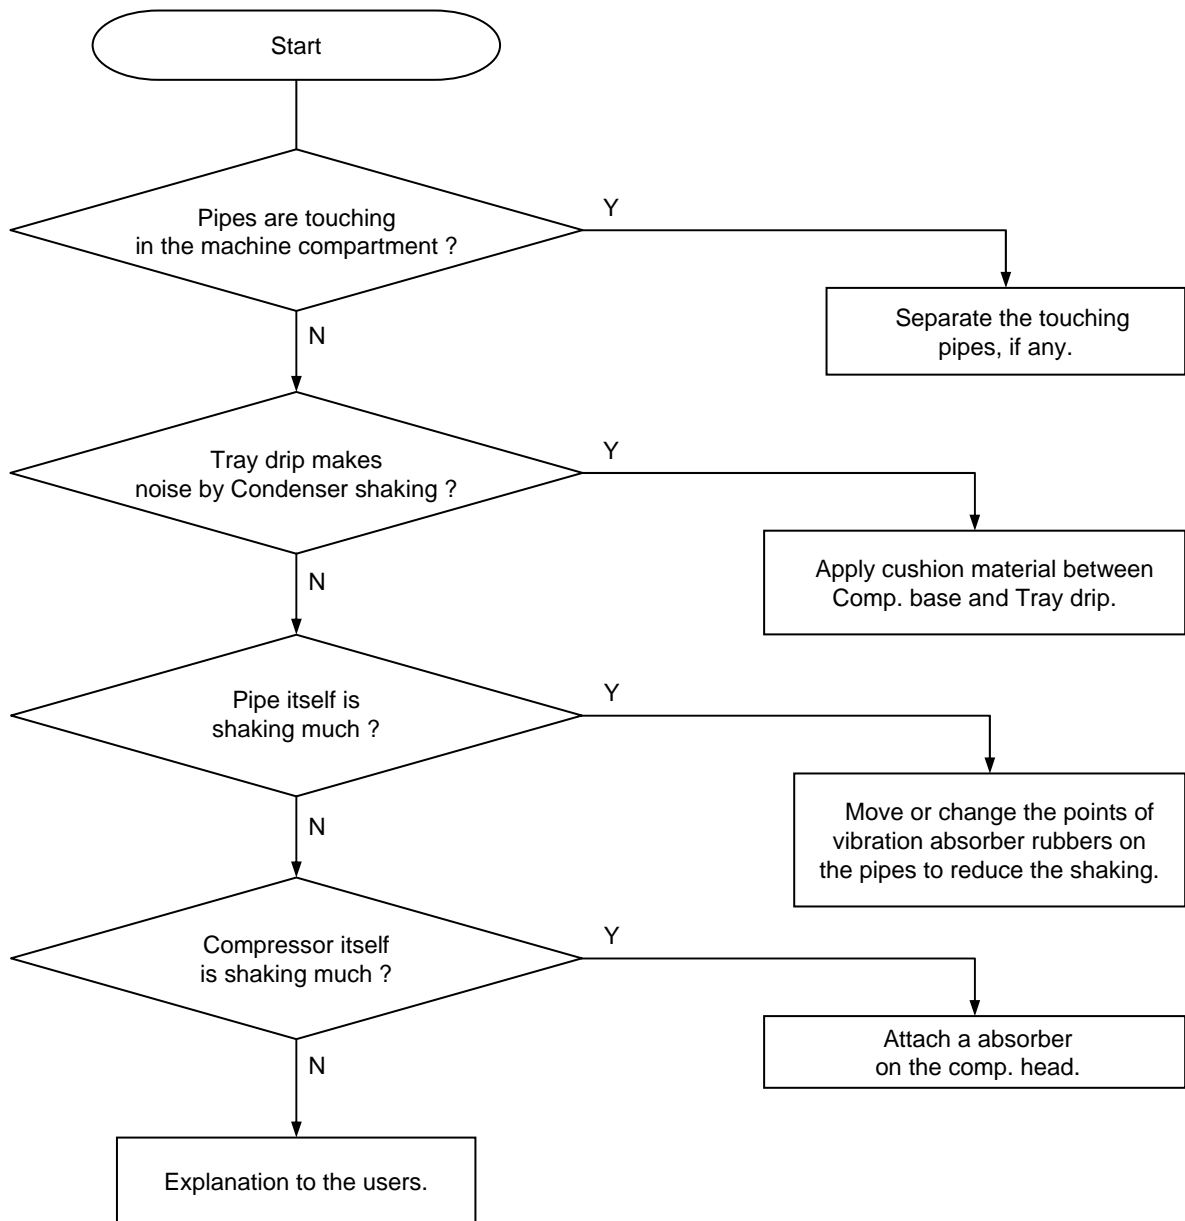 Start
Pipes are touching
in the machine compartment ?
Y
Separate the touching
pipes, if any.
N
Tray drip makes
noise by Condenser shaking ?
Y
Apply cushion material between
Comp. base and Tray drip.
N
Pipe itself is
shaking much ?
Y
Move or change the points of
vibration absorber rubbers on
the pipes to reduce the shaking.
N
Compressor itself
is shaking much ?
Y
Attach a absorber
on the comp. head.
N
Explanation to the users.